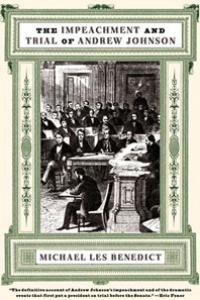 THE IMPEACHMENT AND
TRIAL OF ANDREW JOHNSON
MICHAEL LES BENEDICT
"The definitive account of Andrew Johnson's impeachment and of the dramatic
events that first put a president on trial before the Senate."—Eric Foner